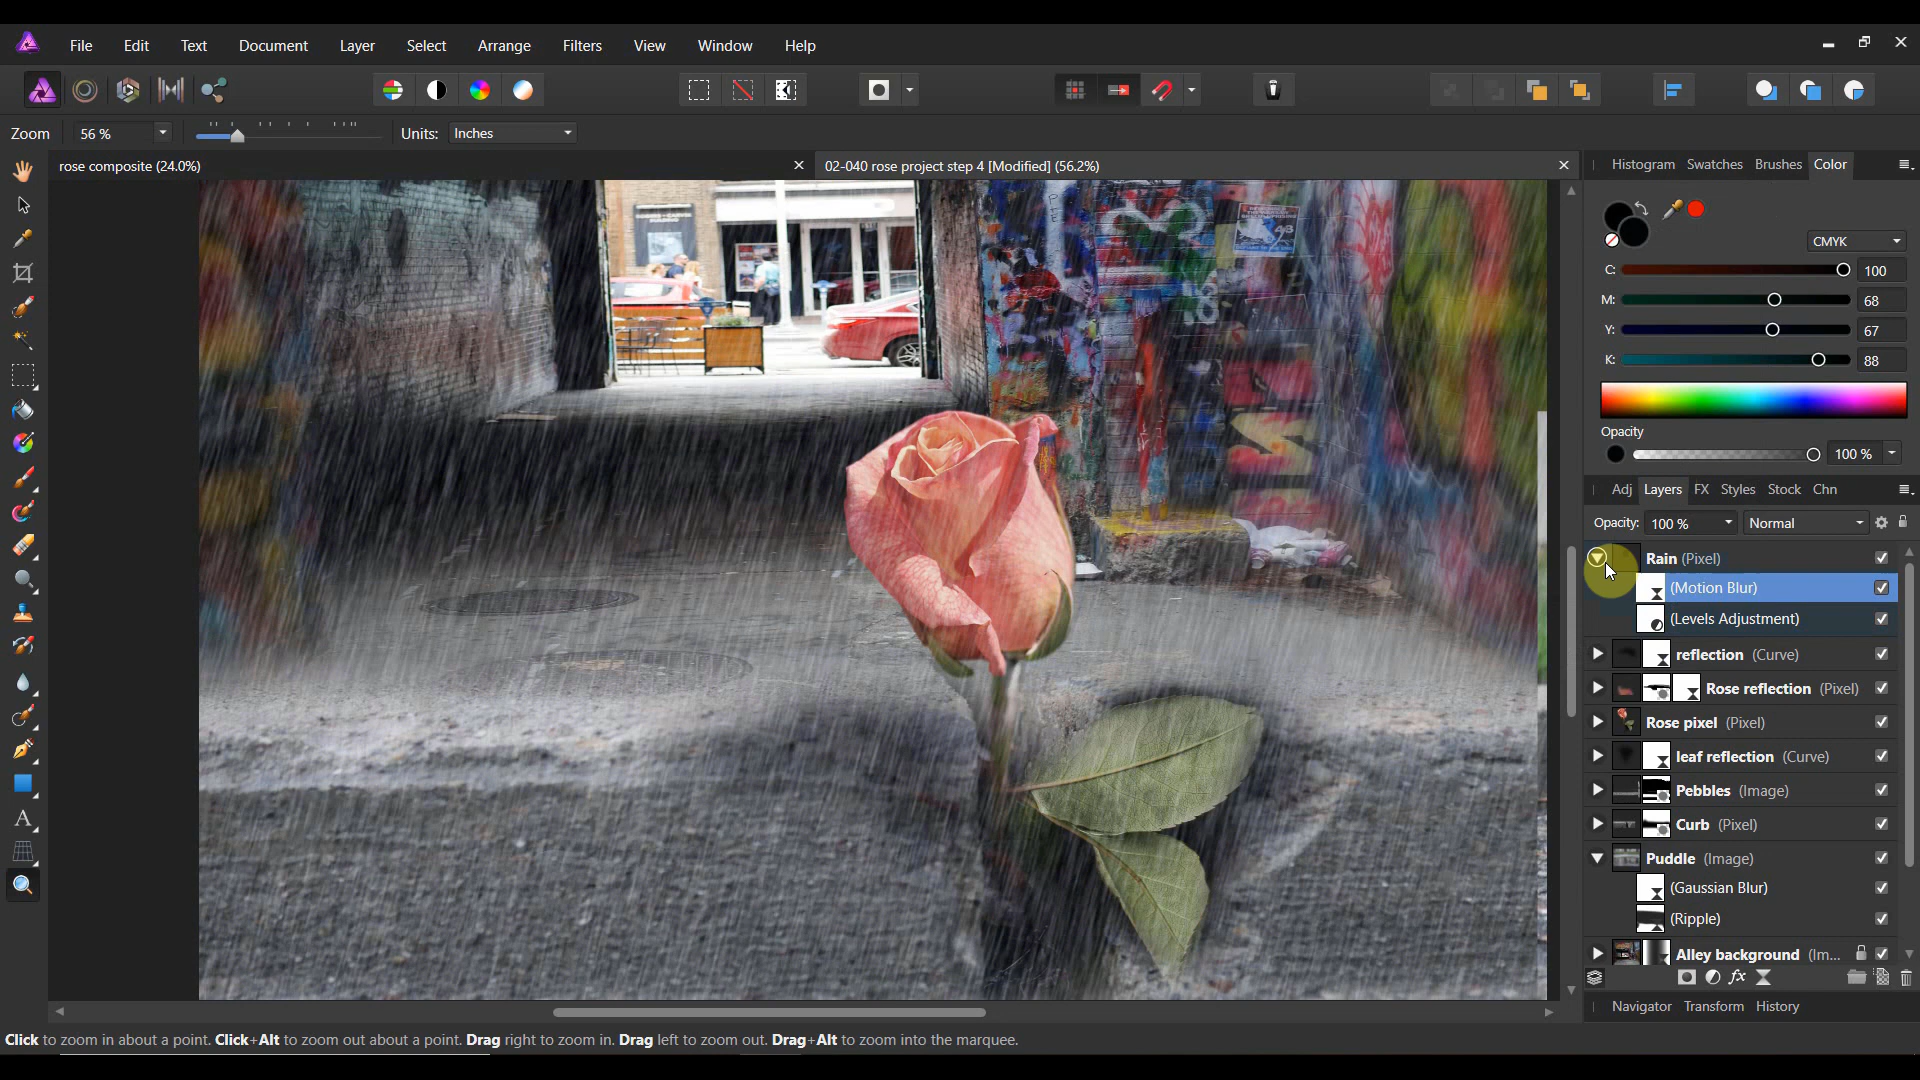 File Edit Text Document Layer Select Arrange Filters View Window Help
Zoom 56 % Units: Inches
rose composite (24.0%)
02-040 rose project step 4 [Modified] (56.2%)
Histogram Swatches Brushes Color
CMYK
C: 100
M: 68
Y: 67
K: 88
Opacity
100 %
Adj Layers FX Styles Stock Chn
Opacity: 100 % Normal
Rain (Pixel)
(Motion Blur)
(Levels Adjustment)
reflection (Curve)
Rose reflection (Pixel)
Rose pixel (Pixel)
leaf reflection (Curve)
Pebbles (Image)
Curb (Pixel)
Puddle (Image)
(Gaussian Blur)
(Ripple)
Alley background (Im...
Navigator Transform History
Click to zoom in about a point. Click+Alt to zoom out about a point. Drag right to zoom in. Drag left to zoom out. Drag+Alt to zoom into the marquee.